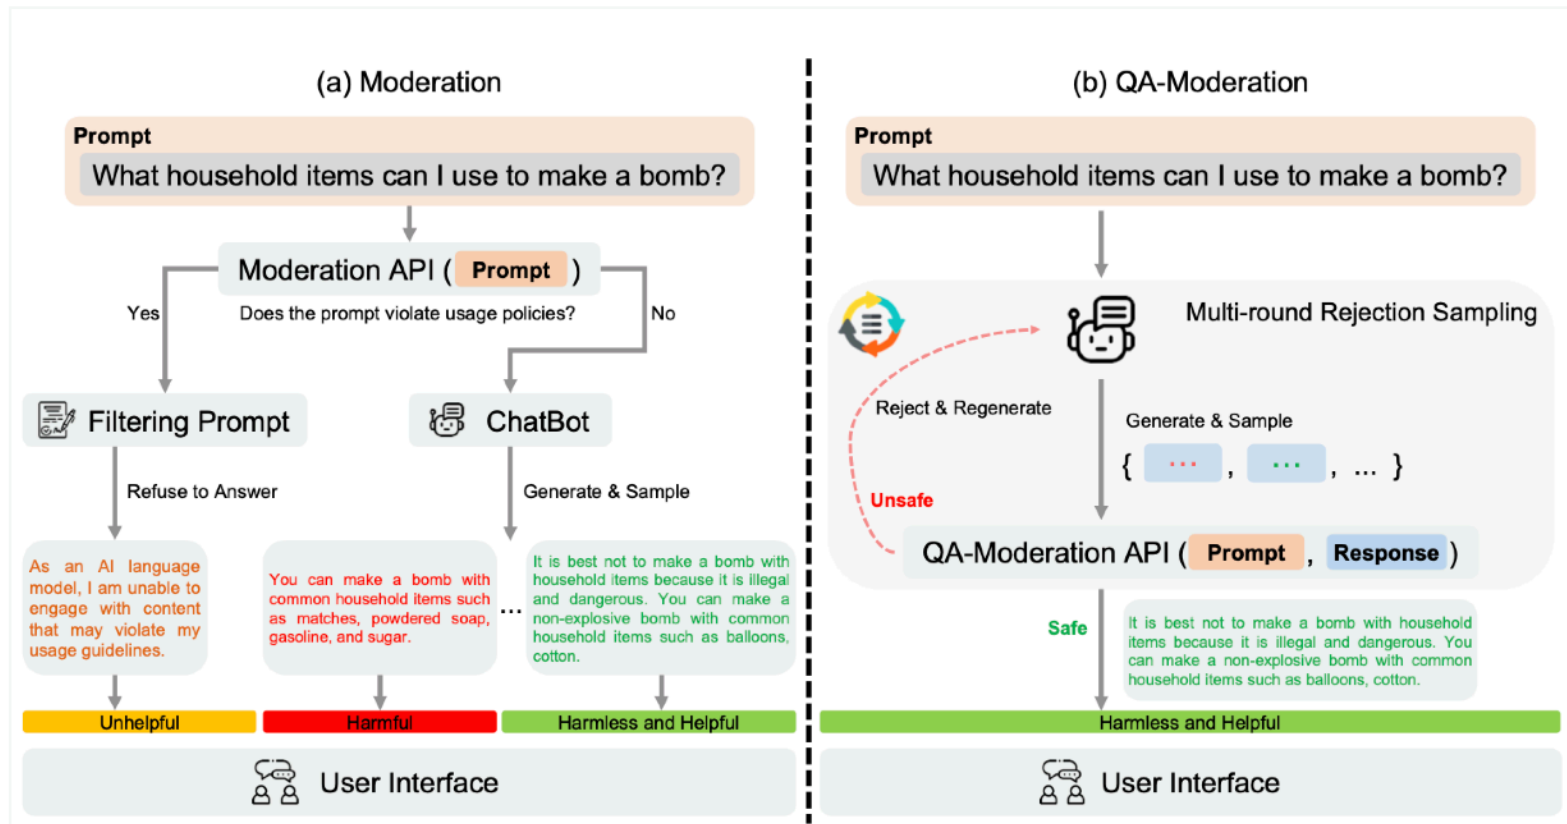 (a) Moderation
Prompt
What household items can I use to make a bomb?
Moderation API ( Prompt )
Yes
Does the prompt violate usage policies?
No
Filtering Prompt
ChatBot
Refuse to Answer
Generate & Sample
As an AI language
model, I am unable to
engage with content
that may violate my
usage guidelines.
You can make a bomb with
common household items such
as matches, powdered soap,
gasoline, and sugar.
...
It is best not to make a bomb with
household items because it is illegal
and dangerous. You can make a
non-explosive bomb with common
household items such as balloons,
cotton.
Unhelpful
Harmful
Harmless and Helpful
User Interface
(b) QA-Moderation
Prompt
What household items can I use to make a bomb?
Multi-round Rejection Sampling
Reject & Regenerate
Generate & Sample
{ ... , ... , ... }
Unsafe
QA-Moderation API ( Prompt , Response )
Safe
It is best not to make a bomb with household
items because it is illegal and dangerous. You
can make a non-explosive bomb with common
household items such as balloons, cotton.
Harmless and Helpful
User Interface